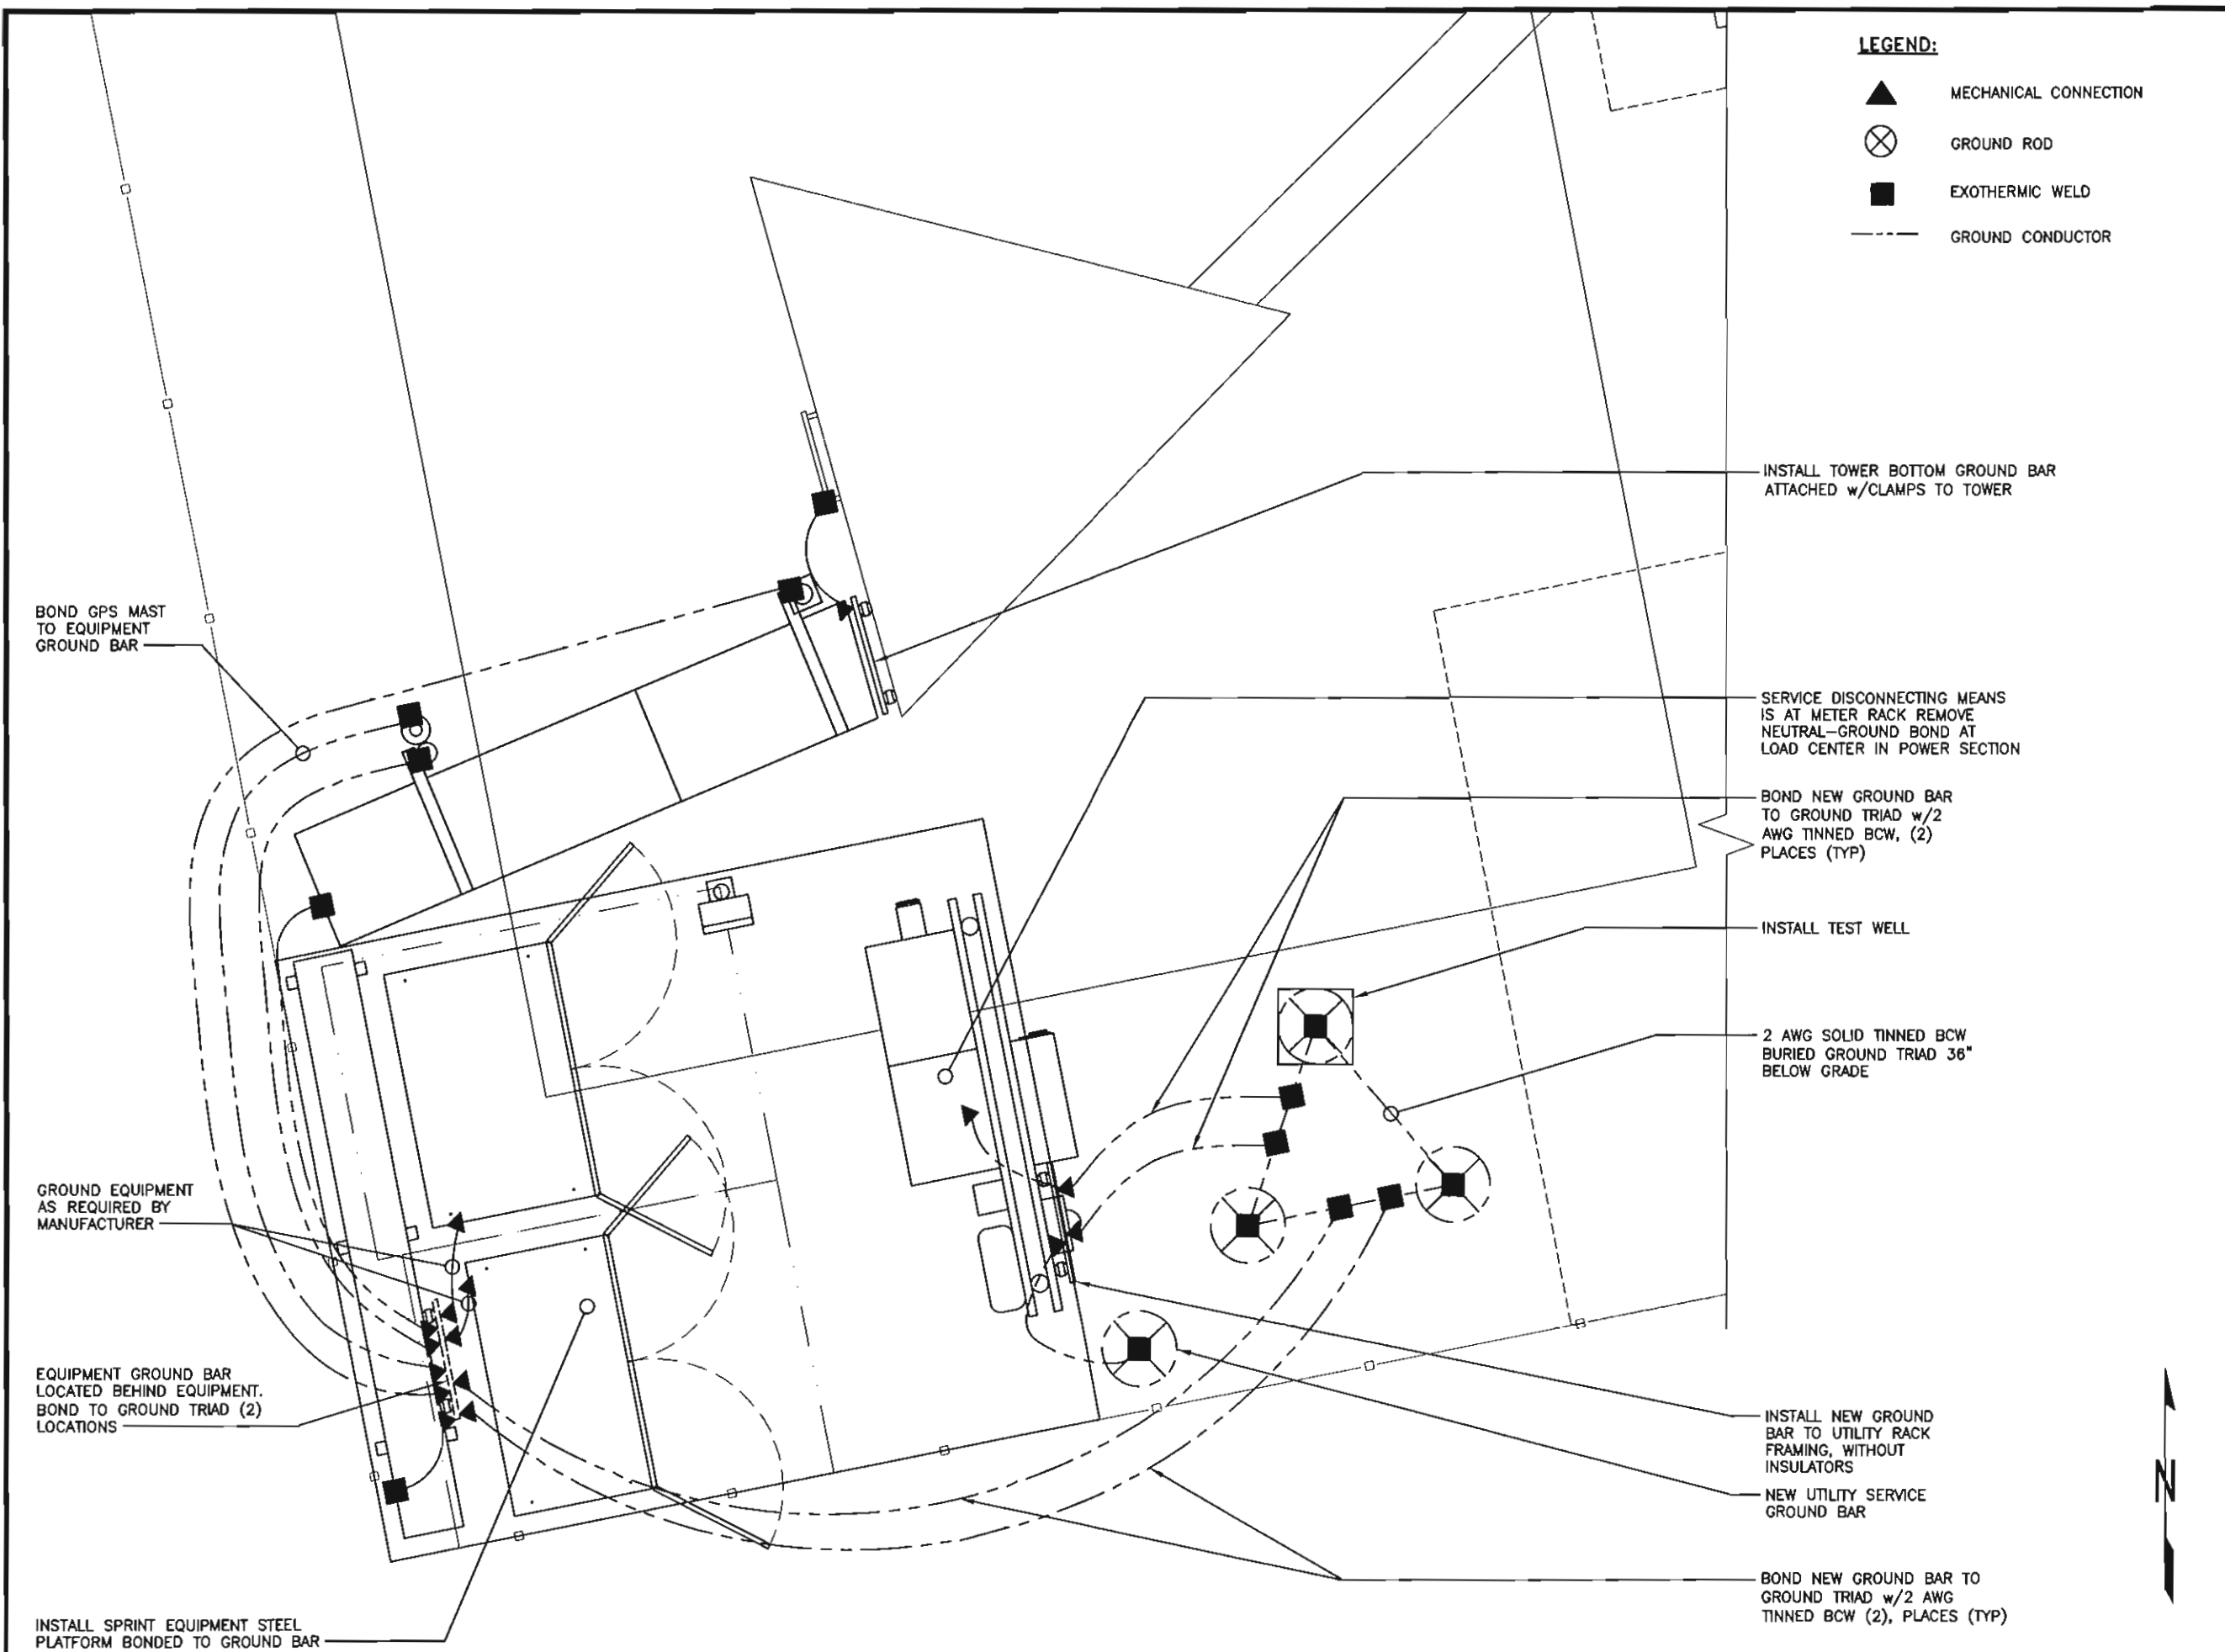 LEGEND:
MECHANICAL CONNECTION
GROUND ROD
EXOTHERMIC WELD
GROUND CONDUCTOR
INSTALL TOWER BOTTOM GROUND BAR
ATTACHED w/CLAMPS TO TOWER
BOND GPS MAST
TO EQUIPMENT
GROUND BAR
SERVICE DISCONNECTING MEANS
IS AT METER RACK REMOVE
NEUTRAL-GROUND BOND AT
LOAD CENTER IN POWER SECTION
BOND NEW GROUND BAR
TO GROUND TRIAD w/2
AWG TINNED BCW, (2)
PLACES (TYP)
INSTALL TEST WELL
2 AWG SOLID TINNED BCW
BURIED GROUND TRIAD 36"
BELOW GRADE
GROUND EQUIPMENT
AS REQUIRED BY
MANUFACTURER
EQUIPMENT GROUND BAR
LOCATED BEHIND EQUIPMENT.
BOND TO GROUND TRIAD (2)
LOCATIONS
INSTALL NEW GROUND
BAR TO UTILITY RACK
FRAMING, WITHOUT
INSULATORS
NEW UTILITY SERVICE
GROUND BAR
N
BOND NEW GROUND BAR TO
GROUND TRIAD w/2 AWG
TINNED BCW (2), PLACES (TYP)
INSTALL SPRINT EQUIPMENT STEEL
PLATFORM BONDED TO GROUND BAR